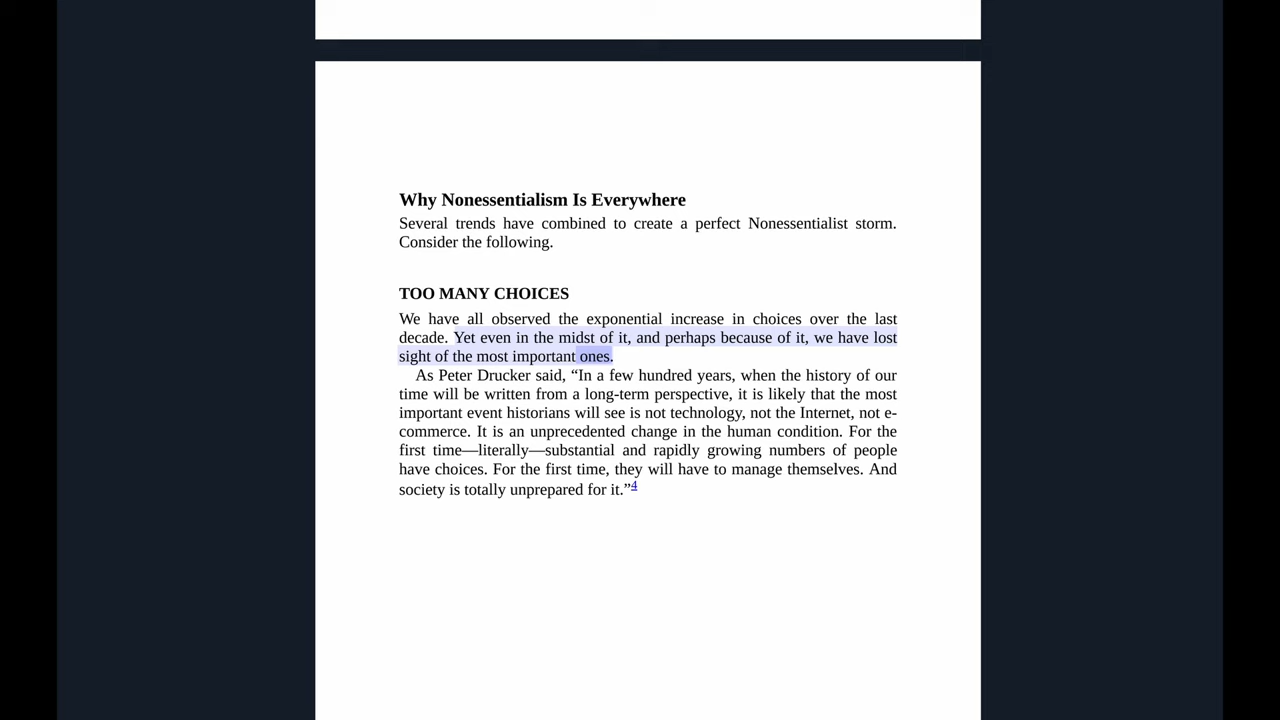 Why Nonessentialism Is Everywhere
Several trends have combined to create a perfect Nonessentialist storm.
Consider the following.
TOO MANY CHOICES
We have all observed the exponential increase in choices over the last
decade. Yet even in the midst of it, and perhaps because of it, we have lost
sight of the most important ones.
As Peter Drucker said, “In a few hundred years, when the history of our
time will be written from a long-term perspective, it is likely that the most
important event historians will see is not technology, not the Internet, not e-
commerce. It is an unprecedented change in the human condition. For the
first time—literally—substantial and rapidly growing numbers of people
have choices. For the first time, they will have to manage themselves. And
society is totally unprepared for it.”4